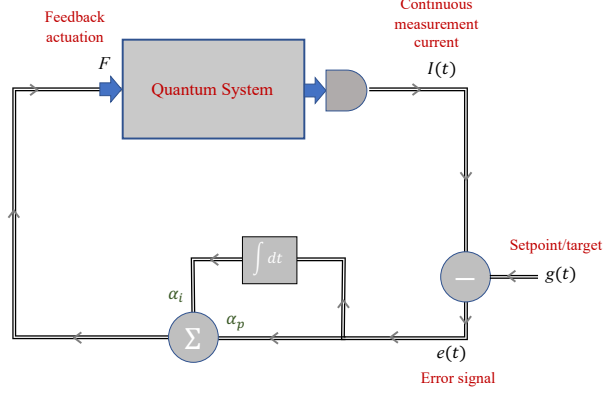 Feedback
actuation
Continuous
measurement
current
F
Quantum System
I(t)
Setpoint/target
g(t)
−
∫ dt
α_i
α_p
Σ
e(t)
Error signal